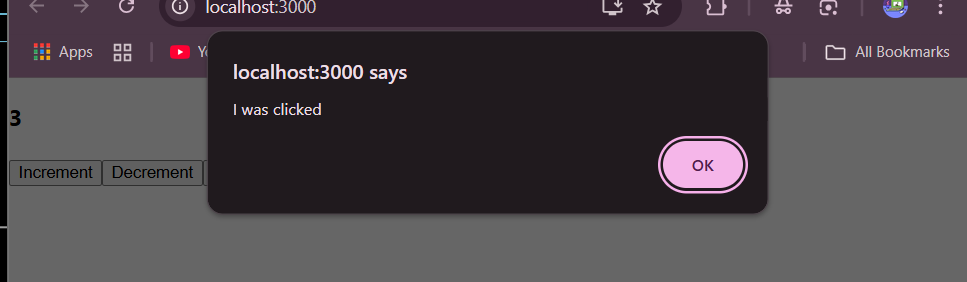 localhost:3000
Apps
All Bookmarks
localhost:3000 says
I was clicked
OK
3
Increment Decrement